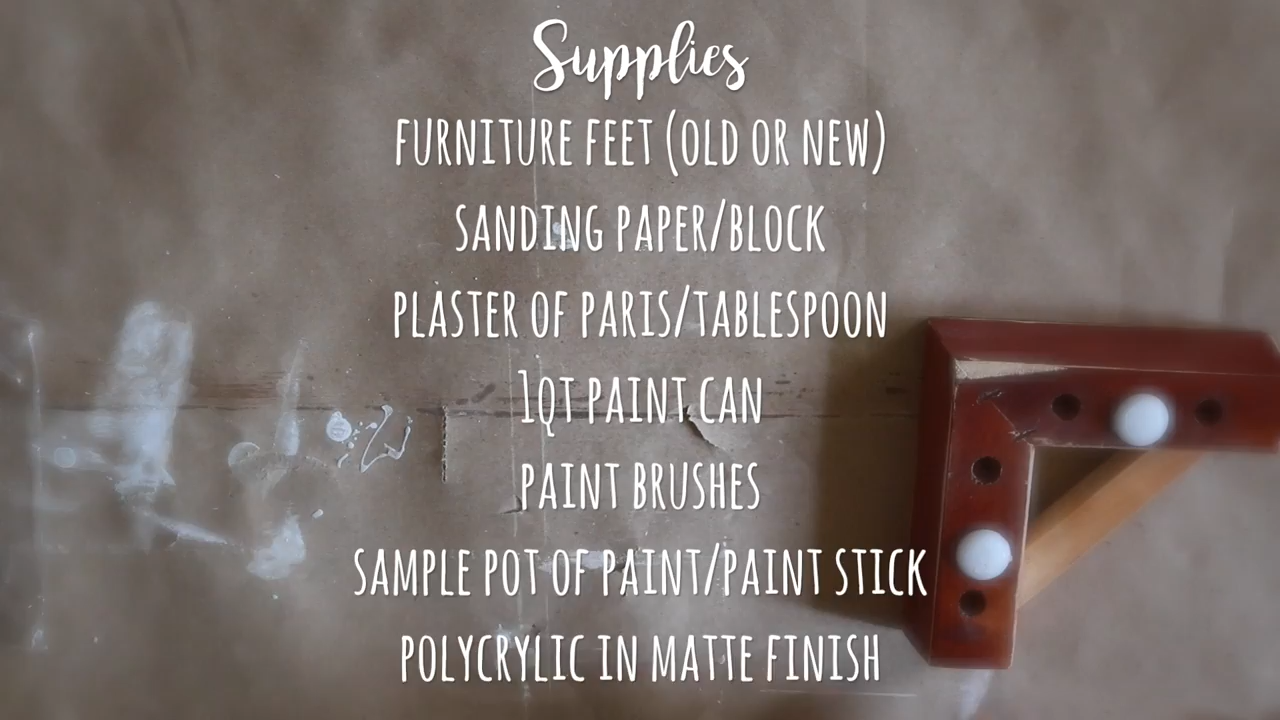 Supplies
FURNITURE FEET (OLD OR NEW)
SANDING PAPER/BLOCK
PLASTER OF PARIS/TABLESPOON
1QT PAINT CAN
PAINT BRUSHES
SAMPLE POT OF PAINT/PAINT STICK
POLYCRYLIC IN MATTE FINISH